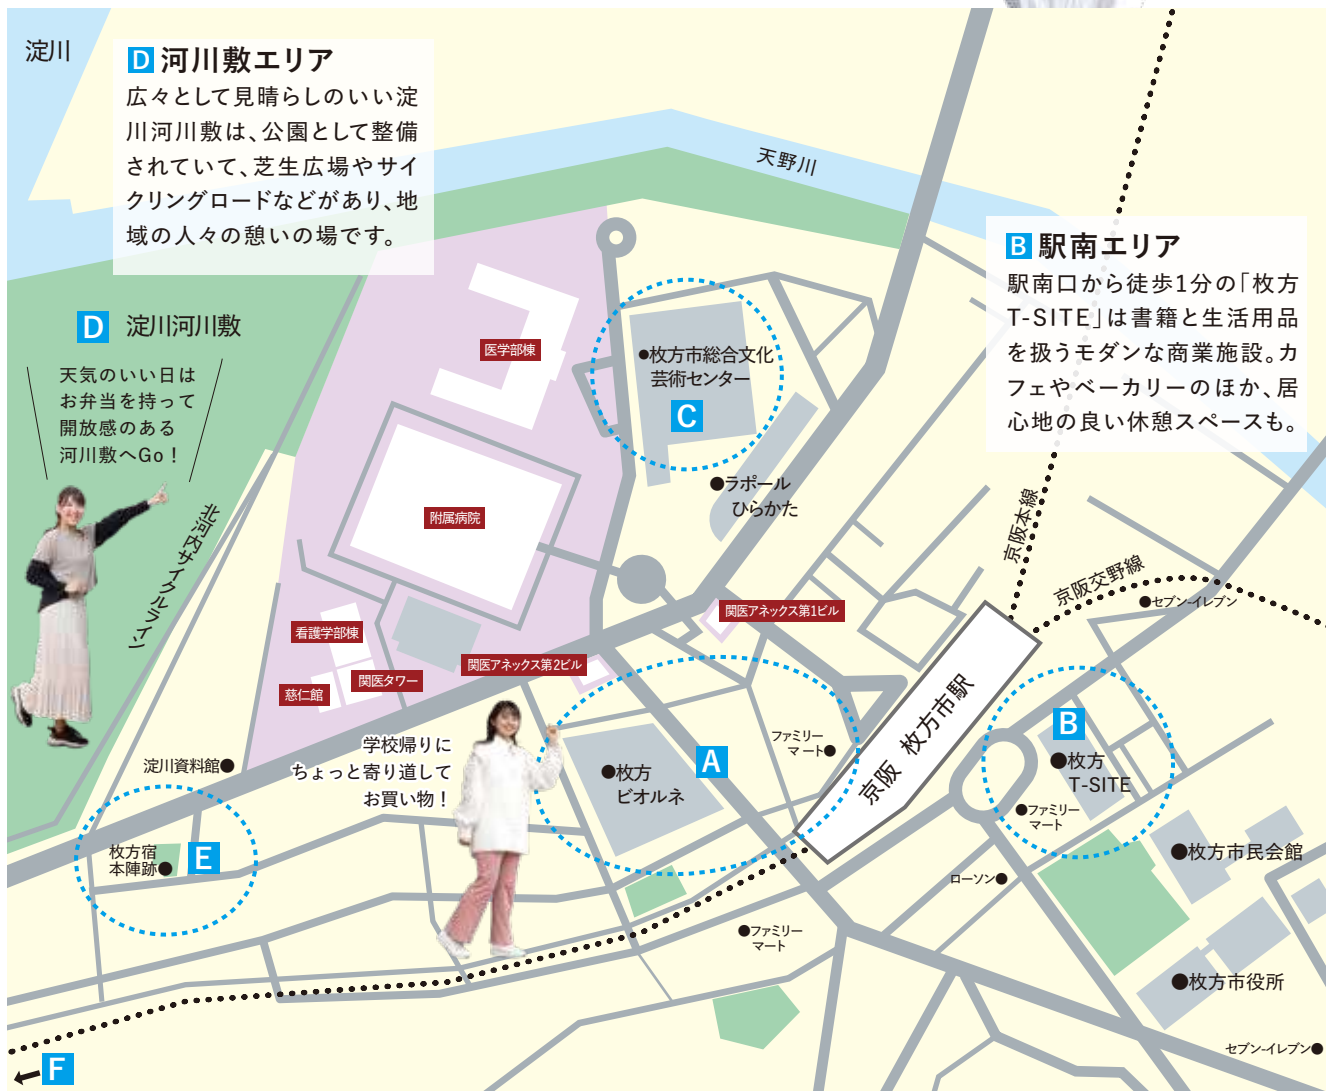 淀川
D 河川敷エリア
広々として見晴らしのいい淀
川河川敷は、公園として整備
されていて、芝生広場やサイ
クリングロードなどがあり、地
域の人々の憩いの場です。
天野川
B 駅南エリア
駅南口から徒歩1分の「枚方
T-SITE」は書籍と生活用品
を扱うモダンな商業施設。カ
フェやベーカリーのほか、居
心地の良い休憩スペースも。
D 淀川河川敷
天気のいい日は
お弁当を持って
開放感のある
河川敷へGo！
北河内サイクルライン
医学部棟
●枚方市総合文化
芸術センター
C
附属病院
●ラポール
ひらかた
京阪本線
京阪交野線
●セブン-イレブン
関医アネックス第1ビル
看護学部棟
関医アネックス第2ビル
関医タワー
慈仁館
京阪 枚方市駅
学校帰りに
ちょっと寄り道して
お買い物！
A
●枚方
ビオルネ
ファミリー
マート●
B
●枚方
T-SITE
●ファミリー
マート
淀川資料館●
枚方宿
本陣跡●
E
●枚方市民会館
ローソン●
●ファミリー
マート
●枚方市役所
セブン-イレブン●
←F